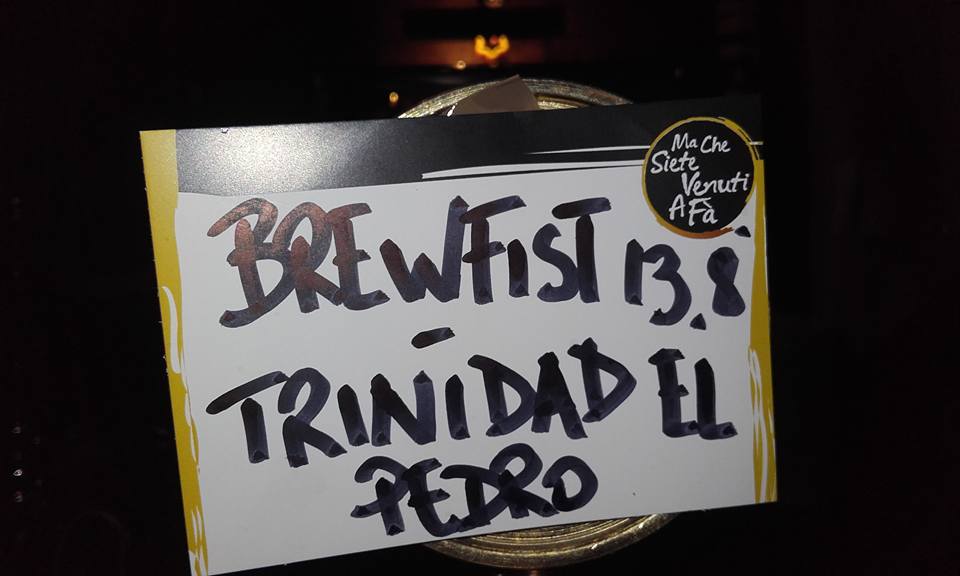 Ma Che
Siete
Venuti
A Fà
BREWFIST 13.8
-
TRINIDAD EL
PEDRO